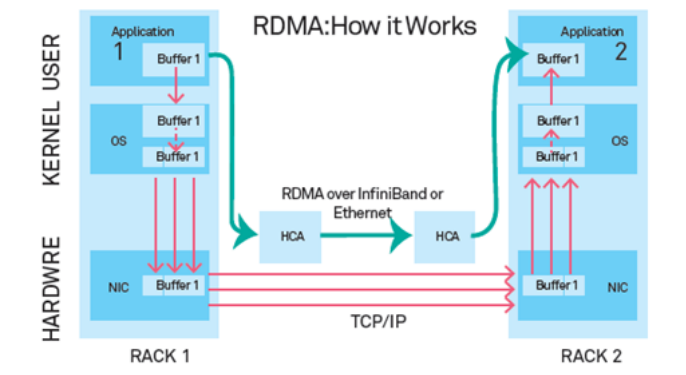 RDMA:How it Works
USER
KERNEL
HARDWRE
Application
1
Buffer 1
OS
Buffer 1
Buffer 1
NIC
Buffer 1
RACK 1
RDMA over InfiniBand or
Ethernet
HCA
HCA
TCP/IP
Application
2
Buffer 1
Buffer 1
OS
Buffer 1
Buffer 1
NIC
RACK 2